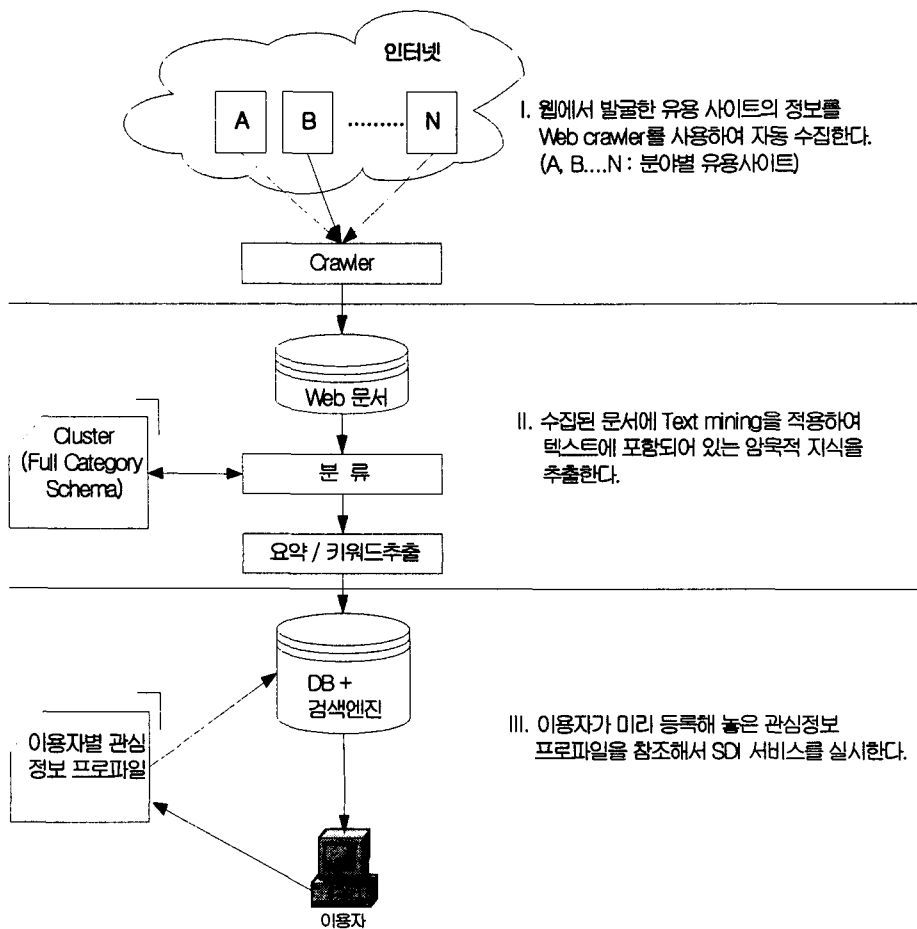 인터넷
A B ......... N
I. 웹에서 발굴한 유용 사이트의 정보를
Web crawler를 사용하여 자동 수집한다.
(A, B....N : 분야별 유용사이트)
Crawler
Web 문서
Cluster
(Full Category
Schema)
분 류
요약 / 키워드추출
II. 수집된 문서에 Text mining을 적용하여
텍스트에 포함되어 있는 암묵적 지식을
추출한다.
DB +
검색엔진
이용자별 관심
정보 프로파일
III. 이용자가 미리 등록해 놓은 관심정보
프로파일을 참조해서 SDI 서비스를 실시한다.
이용자